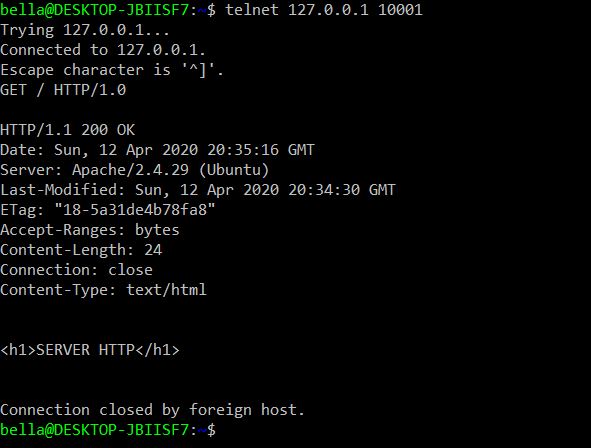 bella@DESKTOP-JBIISF7:~$ telnet 127.0.0.1 10001
Trying 127.0.0.1...
Connected to 127.0.0.1.
Escape character is '^]'.
GET / HTTP/1.0
HTTP/1.1 200 OK
Date: Sun, 12 Apr 2020 20:35:16 GMT
Server: Apache/2.4.29 (Ubuntu)
Last-Modified: Sun, 12 Apr 2020 20:34:30 GMT
ETag: "18-5a31de4b78fa8"
Accept-Ranges: bytes
Content-Length: 24
Connection: close
Content-Type: text/html
<h1>SERVER HTTP</h1>
Connection closed by foreign host.
bella@DESKTOP-JBIISF7:~$